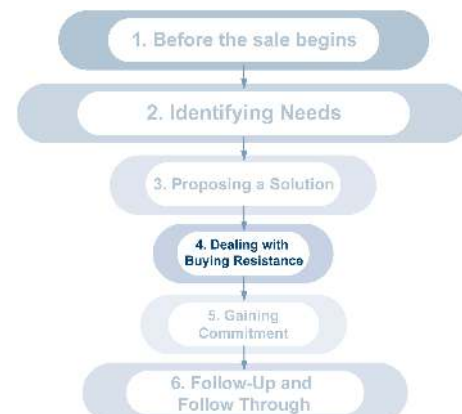 1. Before the sale begins
2. Identifying Needs
3. Proposing a Solution
4. Dealing with
Buying Resistance
5. Gaining
Commitment
6. Follow-Up and
Follow Through